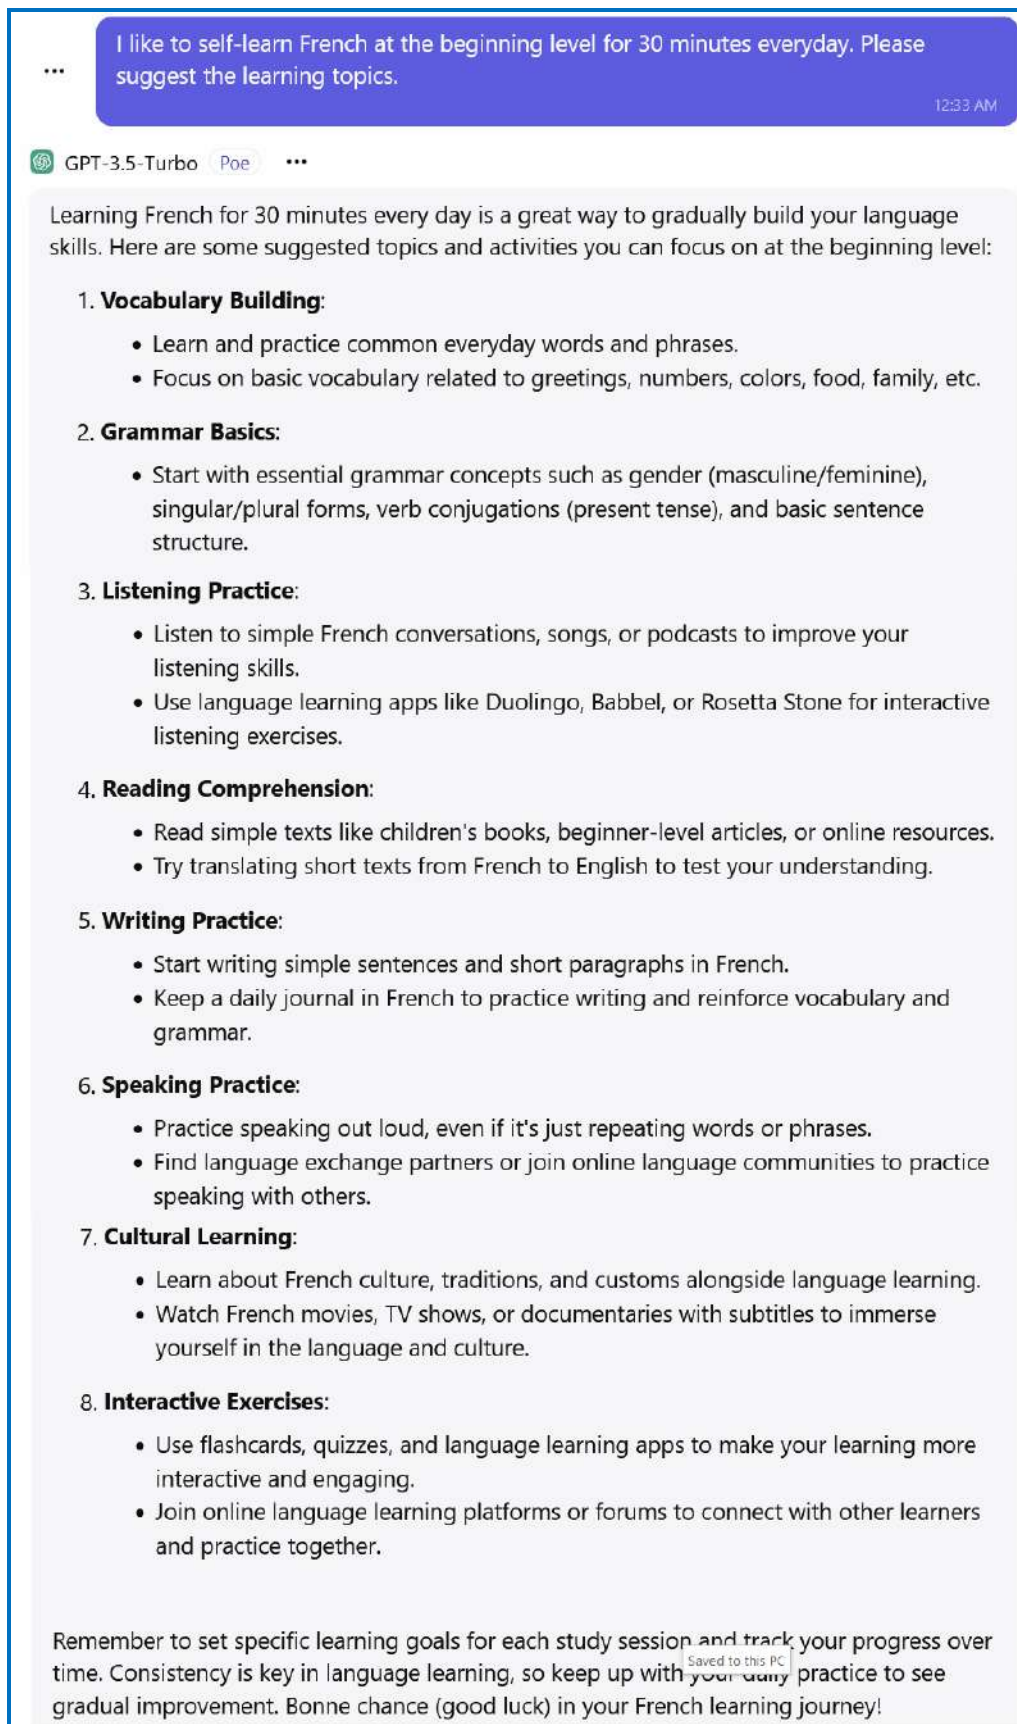 I like to self-learn French at the beginning level for 30 minutes everyday. Please
suggest the learning topics.
12:33 AM
GPT-3.5-Turbo Poe
Learning French for 30 minutes every day is a great way to gradually build your language
skills. Here are some suggested topics and activities you can focus on at the beginning level:
1. Vocabulary Building:
• Learn and practice common everyday words and phrases.
• Focus on basic vocabulary related to greetings, numbers, colors, food, family, etc.
2. Grammar Basics:
• Start with essential grammar concepts such as gender (masculine/feminine),
singular/plural forms, verb conjugations (present tense), and basic sentence
structure.
3. Listening Practice:
• Listen to simple French conversations, songs, or podcasts to improve your
listening skills.
• Use language learning apps like Duolingo, Babbel, or Rosetta Stone for interactive
listening exercises.
4. Reading Comprehension:
• Read simple texts like children's books, beginner-level articles, or online resources.
• Try translating short texts from French to English to test your understanding.
5. Writing Practice:
• Start writing simple sentences and short paragraphs in French.
• Keep a daily journal in French to practice writing and reinforce vocabulary and
grammar.
6. Speaking Practice:
• Practice speaking out loud, even if it's just repeating words or phrases.
• Find language exchange partners or join online language communities to practice
speaking with others.
7. Cultural Learning:
• Learn about French culture, traditions, and customs alongside language learning.
• Watch French movies, TV shows, or documentaries with subtitles to immerse
yourself in the language and culture.
8. Interactive Exercises:
• Use flashcards, quizzes, and language learning apps to make your learning more
interactive and engaging.
• Join online language learning platforms or forums to connect with other learners
and practice together.
Remember to set specific learning goals for each study session and track your progress over
Saved to this PC
time. Consistency is key in language learning, so keep up with your daily practice to see
gradual improvement. Bonne chance (good luck) in your French learning journey!